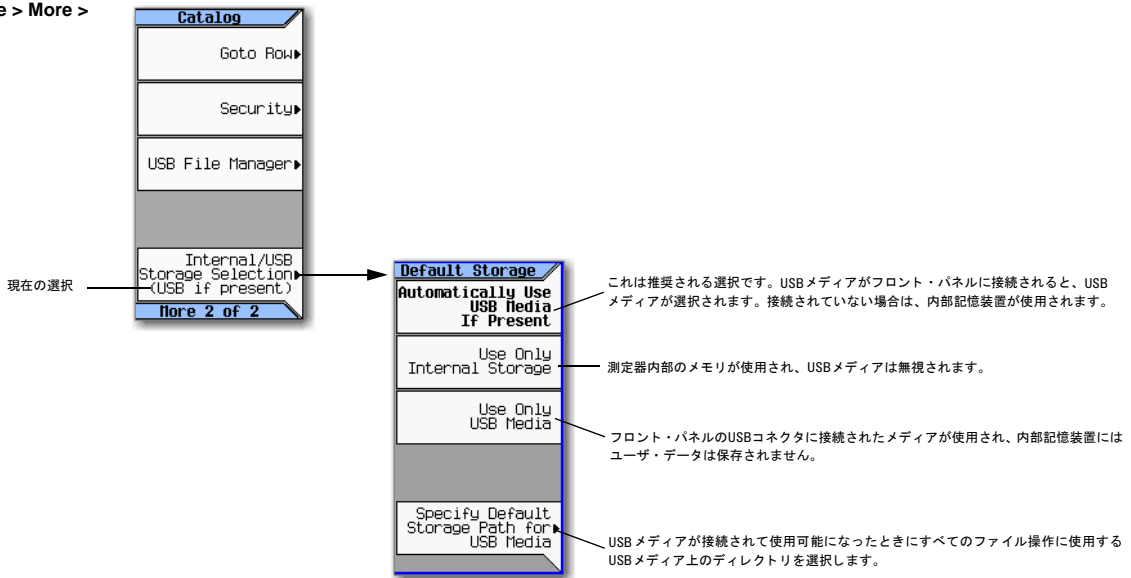 e > More >
Catalog
Goto Row
Security
USB File Manager
Internal/USB
Storage Selection
(USB if present)
More 2 of 2
現在の選択
Default Storage
Automatically Use
USB Media
If Present
Use Only
Internal Storage
Use Only
USB Media
Specify Default
Storage Path for
USB Media
これは推奨される選択です。USBメディアがフロント・パネルに接続されると、USB
メディアが選択されます。接続されていない場合は、内部記憶装置が使用されます。
測定器内部のメモリが使用され、USBメディアは無視されます。
フロント・パネルのUSBコネクタに接続されたメディアが使用され、内部記憶装置には
ユーザ・データは保存されません。
USBメディアが接続されて使用可能になったときにすべてのファイル操作に使用する
USBメディア上のディレクトリを選択します。